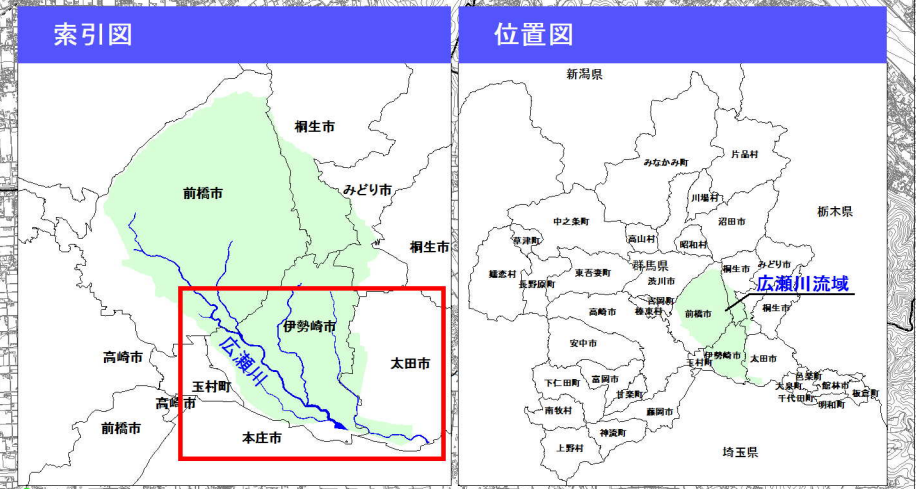 索引図
桐生市
前橋市
みどり市
桐生市
伊勢崎市
広瀬川
高崎市
太田市
玉村町
高崎市
前橋市
本庄市
位置図
新潟県
みなかみ町
片品村
川場村
中之条町
沼田市
栃木県
草津町
高山村
昭和村
嬬恋村
長野原町
東吾妻町
群馬県
渋川市
桐生市
みどり市
広瀬川流域
吉岡町
榛東村
高崎市
前橋市
桐生市
安中市
伊勢崎市
玉村町
太田市
下仁田町
富岡市
甘楽町
藤岡市
邑楽町
大泉町
館林市
板倉町
千代田町
明和町
南牧村
神流町
上野村
埼玉県